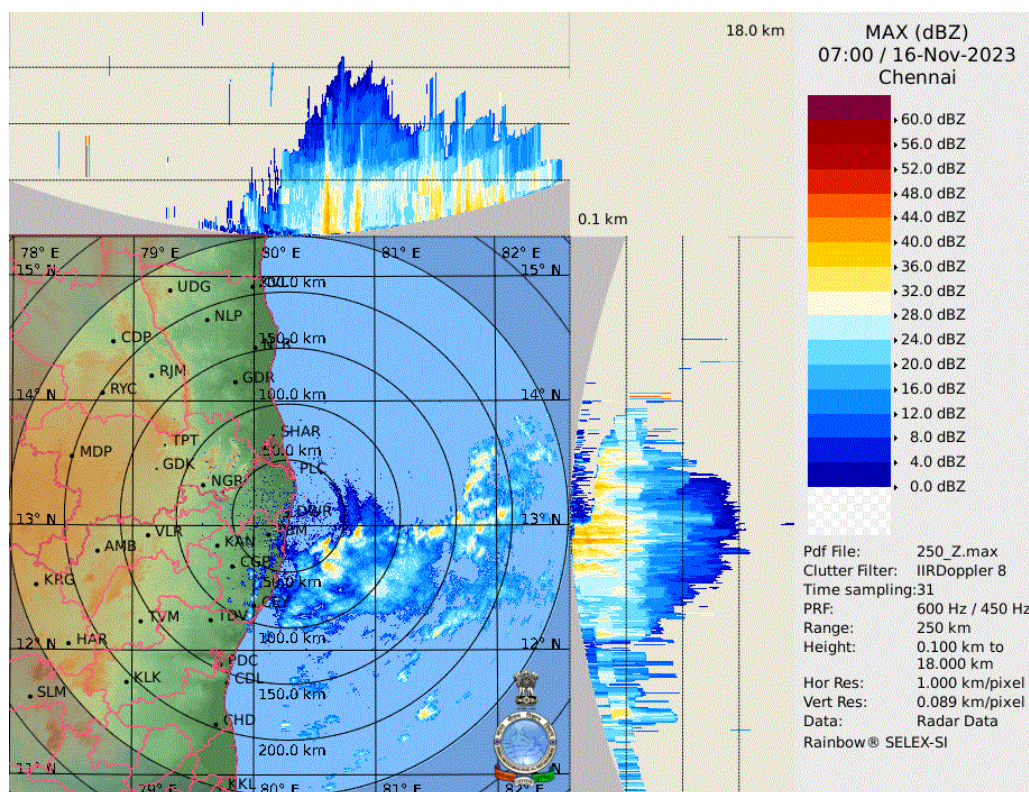 18.0 km
0.1 km
MAX (dBZ)
07:00 / 16-Nov-2023
Chennai
60.0 dBZ
56.0 dBZ
52.0 dBZ
48.0 dBZ
44.0 dBZ
40.0 dBZ
36.0 dBZ
32.0 dBZ
28.0 dBZ
24.0 dBZ
20.0 dBZ
16.0 dBZ
12.0 dBZ
8.0 dBZ
4.0 dBZ
0.0 dBZ
Pdf File: 250_Z.max
Clutter Filter: IIRDoppler 8
Time sampling:31
PRF: 600 Hz / 450 Hz
Range: 250 km
Height: 0.100 km to
18.000 km
Hor Res: 1.000 km/pixel
Vert Res: 0.089 km/pixel
Data: Radar Data
Rainbow® SELEX-SI
78° E 79° E 80° E 81° E 82° E
15° N 15° N
UDG
NLP
150.0 km
CDP
RJM
GDR
RYC
100.0 km
14° N 14° N
SHAR
TPT
50.0 km
MDP
GDK
PLC
NGR
DWR
13° N 13° N
VLR
KAN
AMB
CGP
KRG
50.0 km
TVM
TDV
100.0 km
HAR
12° N 12° N
PDC
CDL
KLK
SLM
150.0 km
CHD
200.0 km
11° N 11° N
KKL
79° E 80° E 81° E 82° E